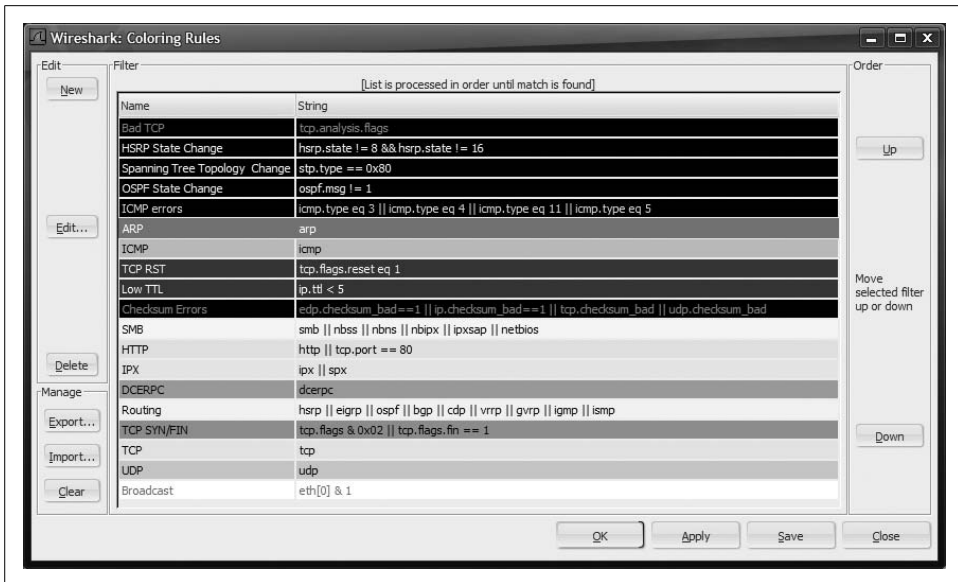 Wireshark: Coloring Rules
Edit
Filter
Order
New
[List is processed in order until match is found]
Name String
Bad TCP tcp.analysis.flags
HSRP State Change hsrp.state != 8 && hsrp.state != 16
Spanning Tree Topology Change stp.type == 0x80
OSPF State Change ospf.msg != 1
ICMP errors icmp.type eq 3 || icmp.type eq 4 || icmp.type eq 11 || icmp.type eq 5
ARP arp
ICMP icmp
TCP RST tcp.flags.reset eq 1
Low TTL ip.ttl < 5
Checksum Errors edp.checksum_bad==1 || ip.checksum_bad==1 || tcp.checksum_bad || udp.checksum_bad
SMB smb || nbss || nbns || nbipx || ipxsap || netbios
HTTP http || tcp.port == 80
IPX ipx || spx
DCERPC dcerpc
Routing hsrp || eigrp || ospf || bgp || cdp || vrrp || gvrp || igmp || ismp
TCP SYN/FIN tcp.flags & 0x02 || tcp.flags.fin == 1
TCP tcp
UDP udp
Broadcast eth[0] & 1
Edit...
Delete
Manage
Export...
Import...
Clear
Up
Move
selected filter
up or down
Down
OK
Apply
Save
Close